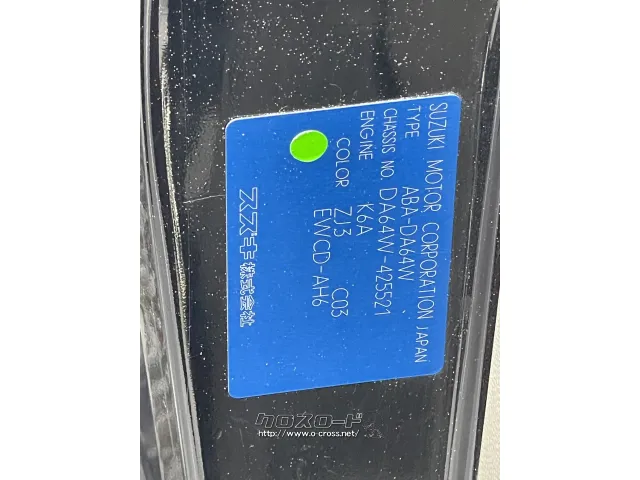 SUZUKI MOTOR CORPORATION JAPAN
TYPE ABA-DA64W
CHASSIS NO. DA64W-425521
ENGINE K6A
COLOR ZJ3 C03
EWCD-AH6
スズキ株式会社
クロスロード
http://www.o-cross.net/